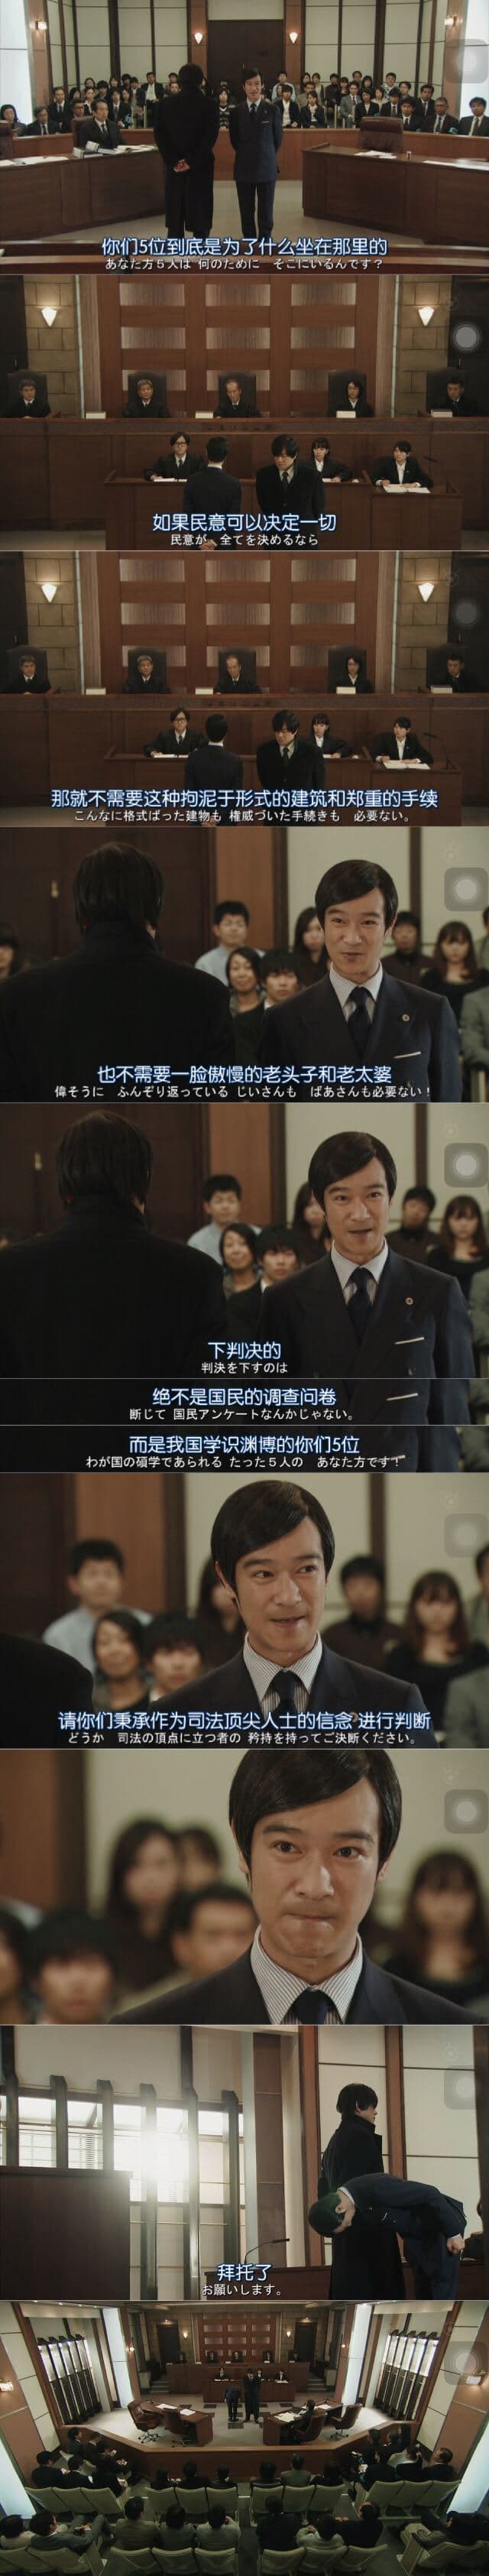 你们5位到底是为了什么坐在那里的
あなた方５人は 何のために そこにいるんです？
如果民意可以决定一切
民意が、全てを決めるなら
那就不需要这种拘泥于形式的建筑和郑重的手续
こんなに格式ばった建物も 権威づいた手続きも 必要ない。
也不需要一脸傲慢的老头子和老太婆
偉そうに ふんぞり返っている じいさんも ばあさんも必要ない！
下判决的
判決を下すのは
绝不是国民的调查问卷
断じて 国民アンケートなんかじゃない。
而是我国学识渊博的你们5位
わが国の碩学であられる たった５人の あなた方です！
请你们秉承作为司法顶尖人士的信念 进行判断
どうか 司法の頂点に立つ者の 矜持を持ってご決断ください。
拜托了
お願いします。